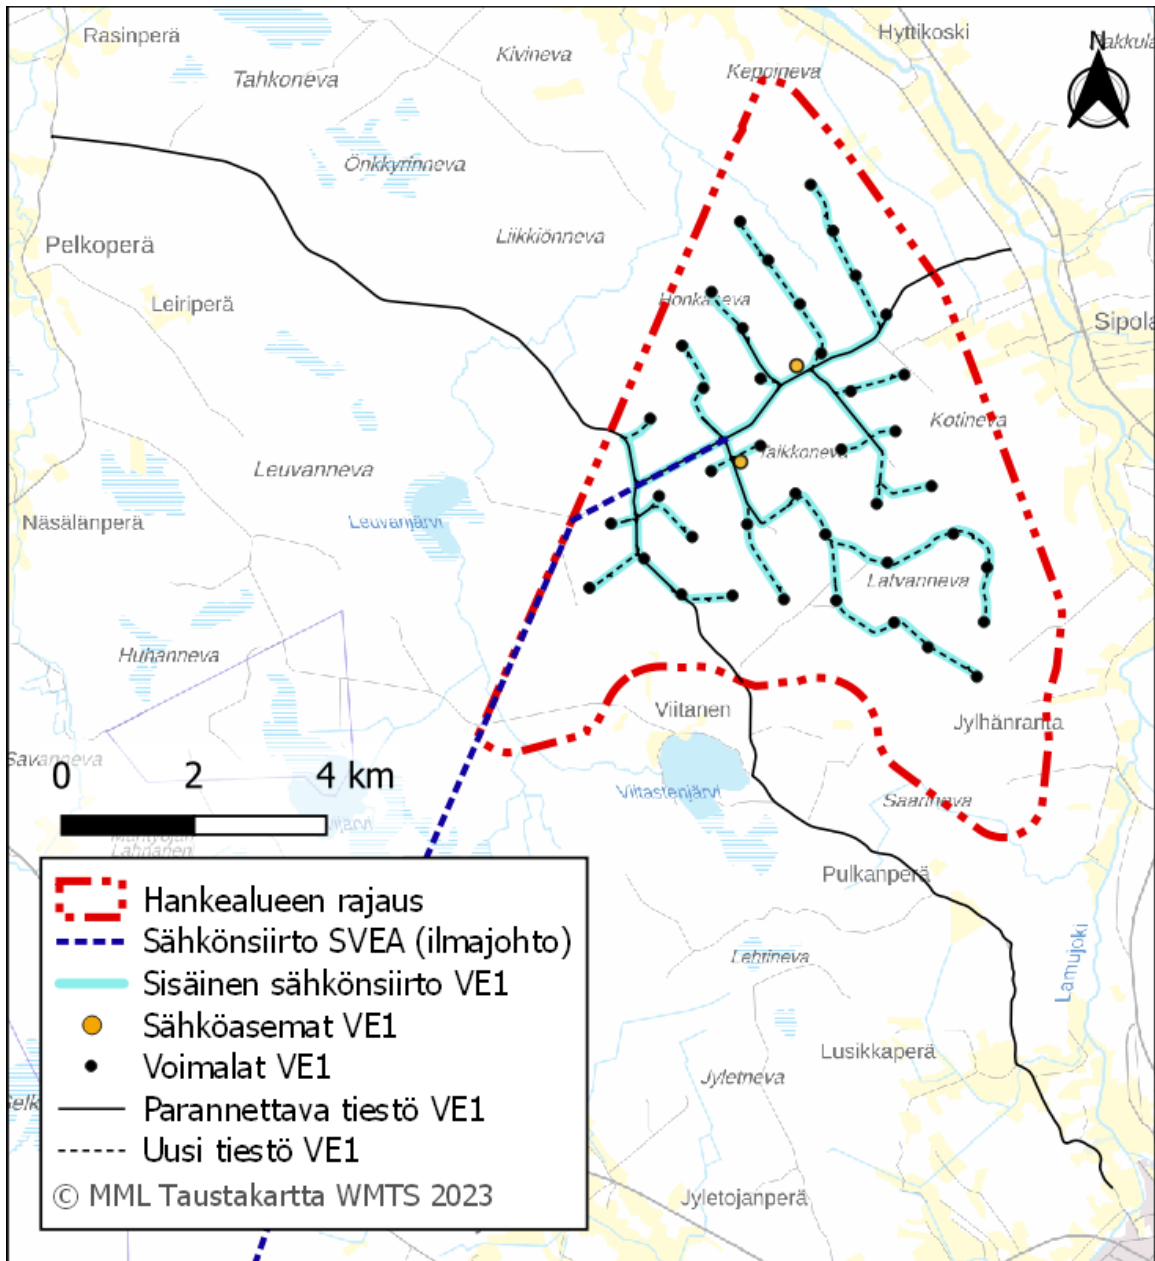 Rasinperä
Hyttikoski
N
Kivineva
Keppineva
Tahkoneva
Önkkyrinneva
Liikkiönneva
Pelkoperä
Leiriperä
Honkaneva
Sipola
Kotineva
Taikkoneva
Leuvanneva
Näsälänperä
Leuvanjärvi
Latvanneva
Huhanneva
Viitanen
Jylhänranta
Savanneva
0 2 4 km
Viitastenjärvi
Saarineva
Pulkanperä
Lehtineva
Lamujoki
Lusikkaperä
Jyletneva
Jyletojanperä
Hankealueen rajaus
Sähkönsiirto SVEA (ilmajohto)
Sisäinen sähkönsiirto VE1
Sähköasemat VE1
Voimalat VE1
Parannettava tiestö VE1
Uusi tiestö VE1
© MML Taustakartta WMTS 2023